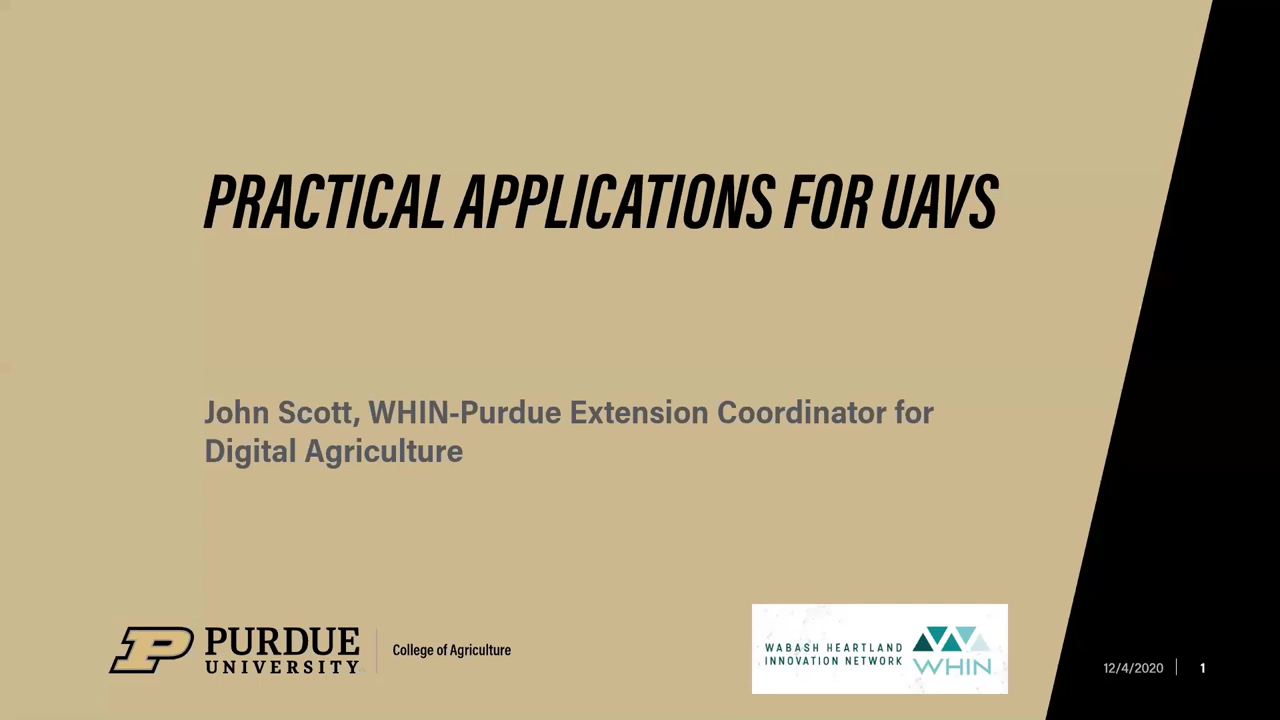 PRACTICAL APPLICATIONS FOR UAVS
John Scott, WHIN-Purdue Extension Coordinator for
Digital Agriculture
P PURDUE
UNIVERSITY
College of Agriculture
WABASH HEARTLAND
INNOVATION NETWORK
WHIN
12/4/2020 | 1